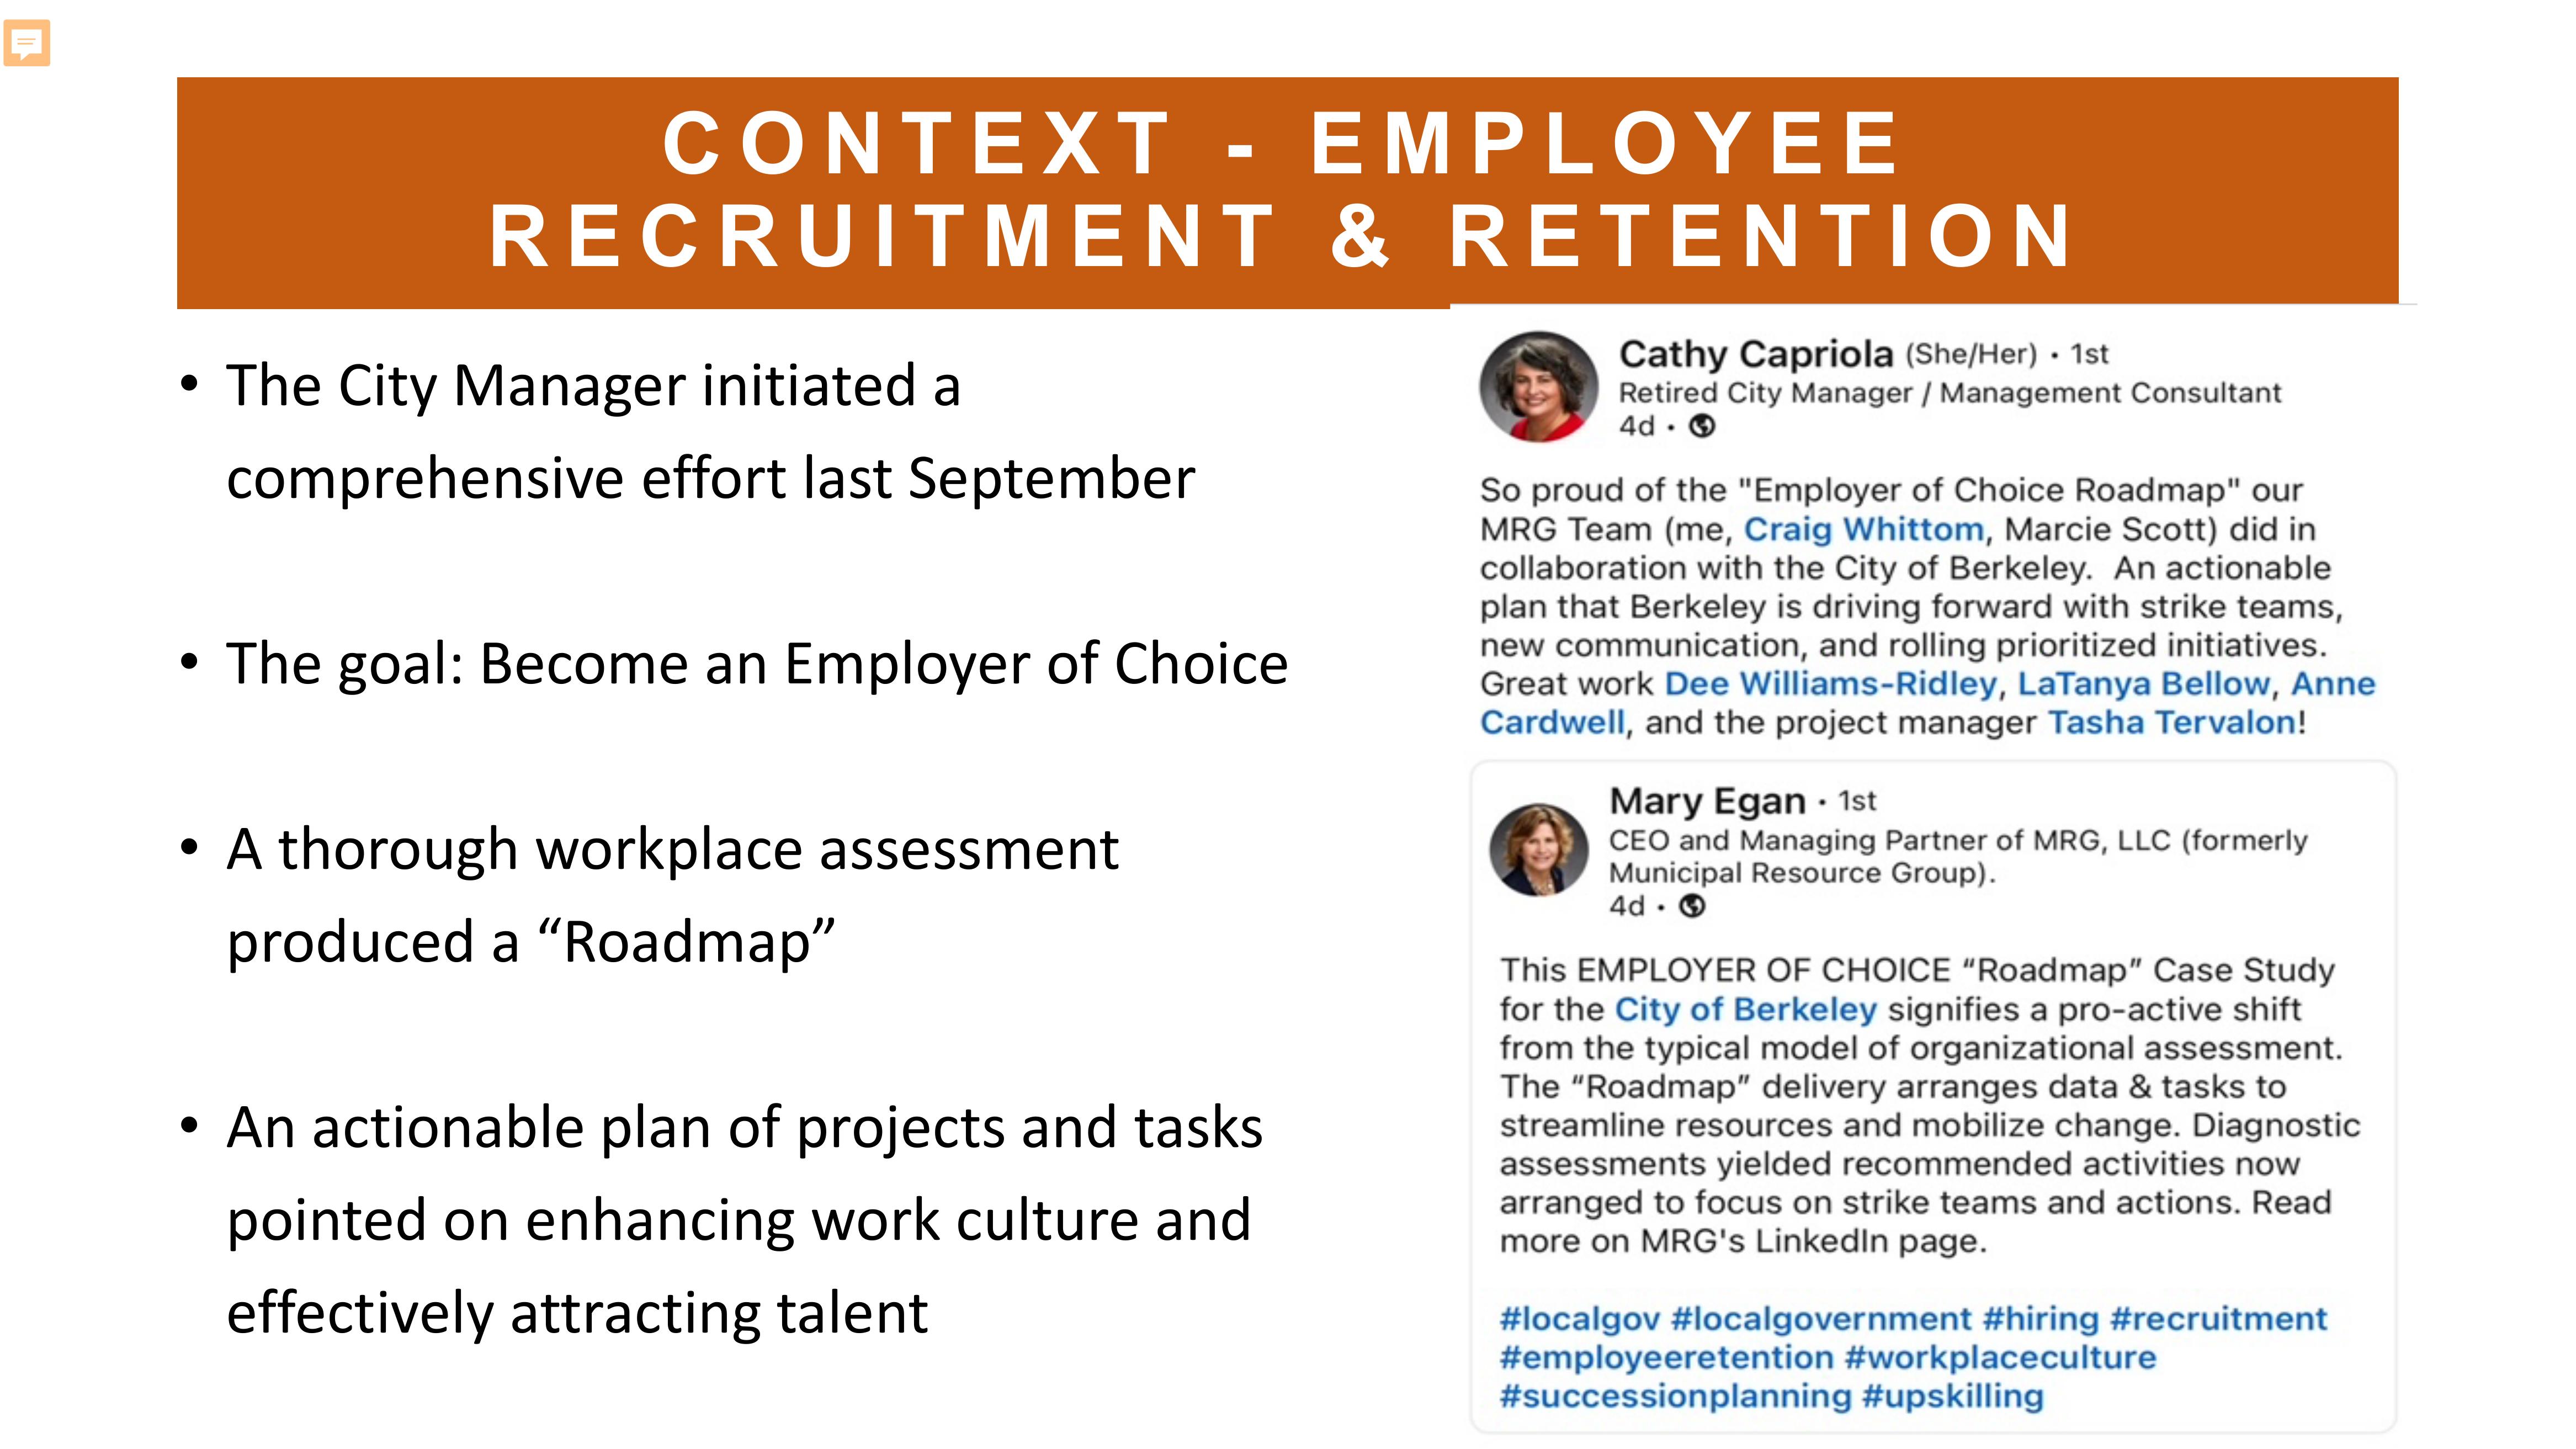 CONTEXT - EMPLOYEE
RECRUITMENT & RETENTION
• The City Manager initiated a
comprehensive effort last September
• The goal: Become an Employer of Choice
• A thorough workplace assessment
produced a “Roadmap”
• An actionable plan of projects and tasks
pointed on enhancing work culture and
effectively attracting talent
Cathy Capriola (She/Her) • 1st
Retired City Manager / Management Consultant
4d •
So proud of the "Employer of Choice Roadmap" our
MRG Team (me, Craig Whittom, Marcie Scott) did in
collaboration with the City of Berkeley.  An actionable
plan that Berkeley is driving forward with strike teams,
new communication, and rolling prioritized initiatives.
Great work Dee Williams-Ridley, LaTanya Bellow, Anne
Cardwell, and the project manager Tasha Tervalon!
Mary Egan • 1st
CEO and Managing Partner of MRG, LLC (formerly
Municipal Resource Group).
4d •
This EMPLOYER OF CHOICE “Roadmap” Case Study
for the City of Berkeley signifies a pro-active shift
from the typical model of organizational assessment.
The “Roadmap” delivery arranges data & tasks to
streamline resources and mobilize change. Diagnostic
assessments yielded recommended activities now
arranged to focus on strike teams and actions. Read
more on MRG's LinkedIn page.
#localgov #localgovernment #hiring #recruitment
#employeeretention #workplaceculture
#successionplanning #upskilling